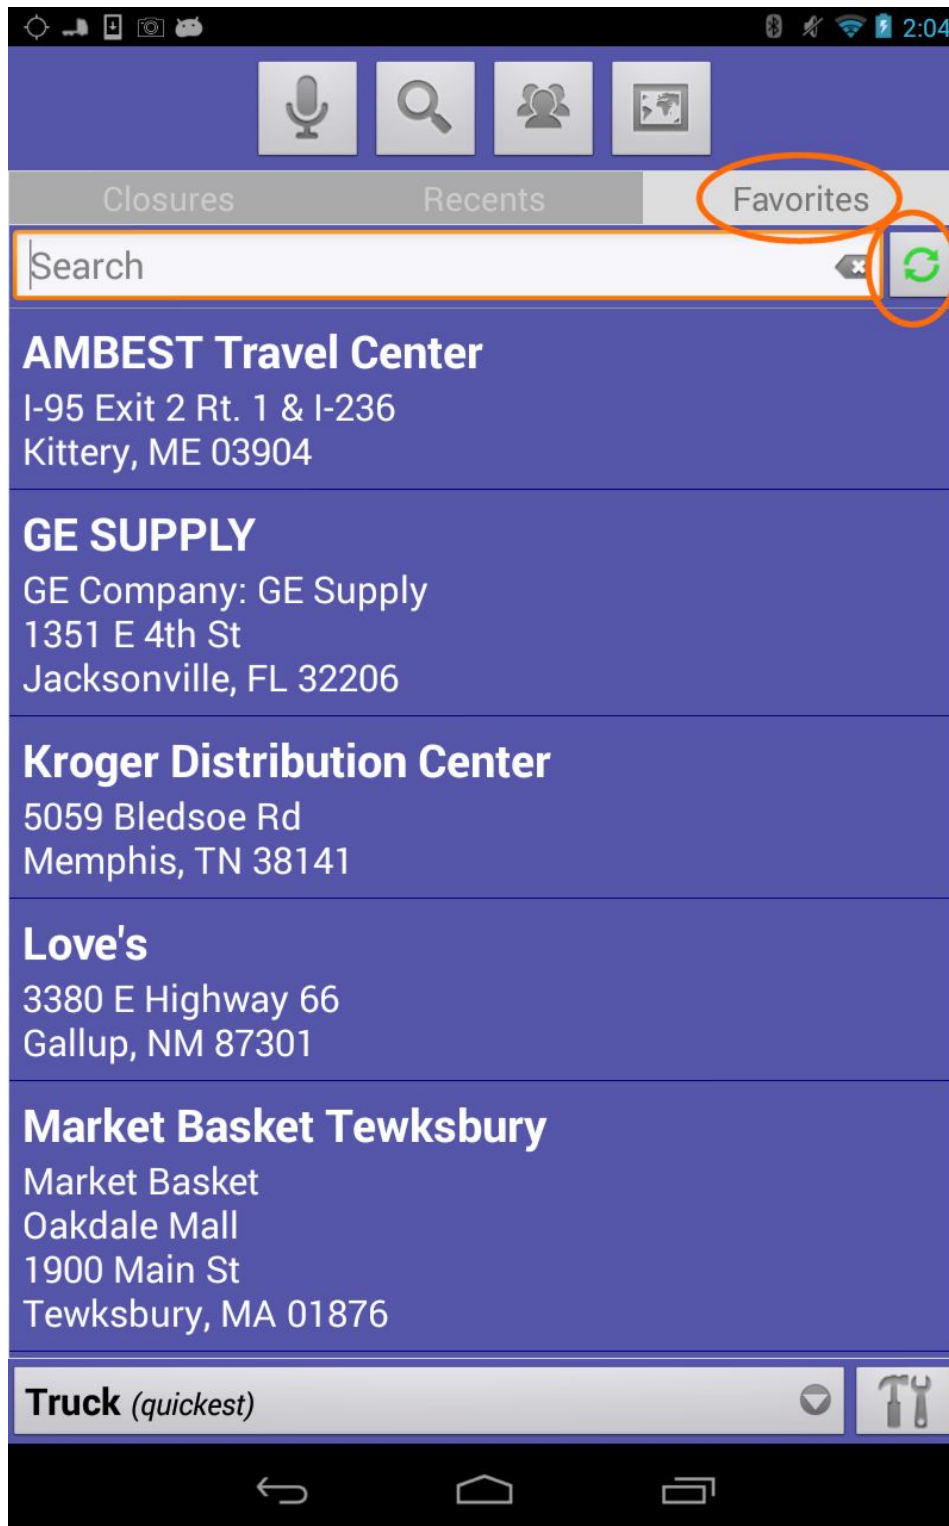 2:04
Closures Recents Favorites
Search
AMBEST Travel Center
I-95 Exit 2 Rt. 1 & I-236
Kittery, ME 03904
GE SUPPLY
GE Company: GE Supply
1351 E 4th St
Jacksonville, FL 32206
Kroger Distribution Center
5059 Bledsoe Rd
Memphis, TN 38141
Love's
3380 E Highway 66
Gallup, NM 87301
Market Basket Tewksbury
Market Basket
Oakdale Mall
1900 Main St
Tewksbury, MA 01876
Truck (quickest)